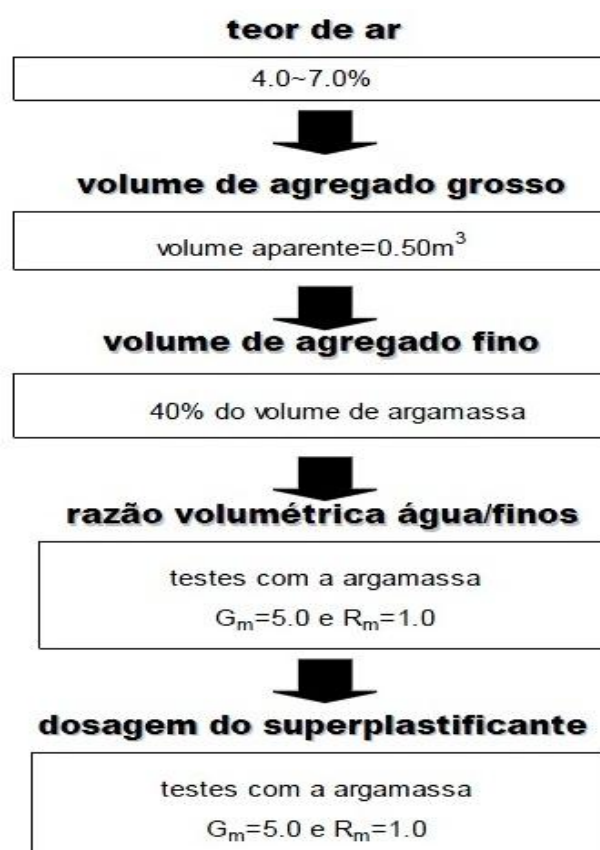 teor de ar
4.0~7.0%
volume de agregado grosso
volume aparente=0.50m³
volume de agregado fino
40% do volume de argamassa
razão volumétrica água/finos
testes com a argamassa
Gₘ=5.0 e Rₘ=1.0
dosagem do superplastificante
testes com a argamassa
Gₘ=5.0 e Rₘ=1.0